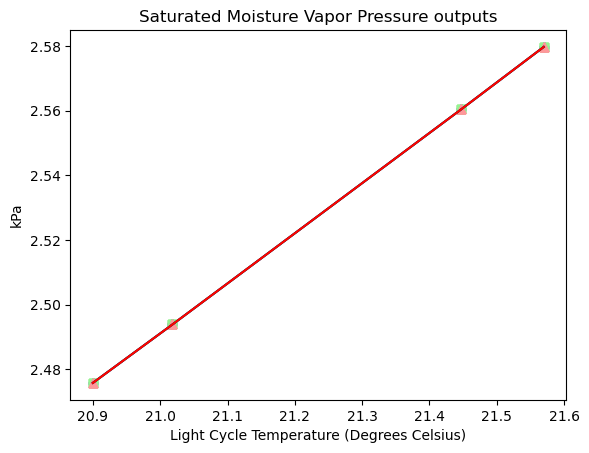 Saturated Moisture Vapor Pressure outputs
2.58
2.56
2.54
2.52
2.50
2.48
kPa
20.9 21.0 21.1 21.2 21.3 21.4 21.5 21.6
Light Cycle Temperature (Degrees Celsius)